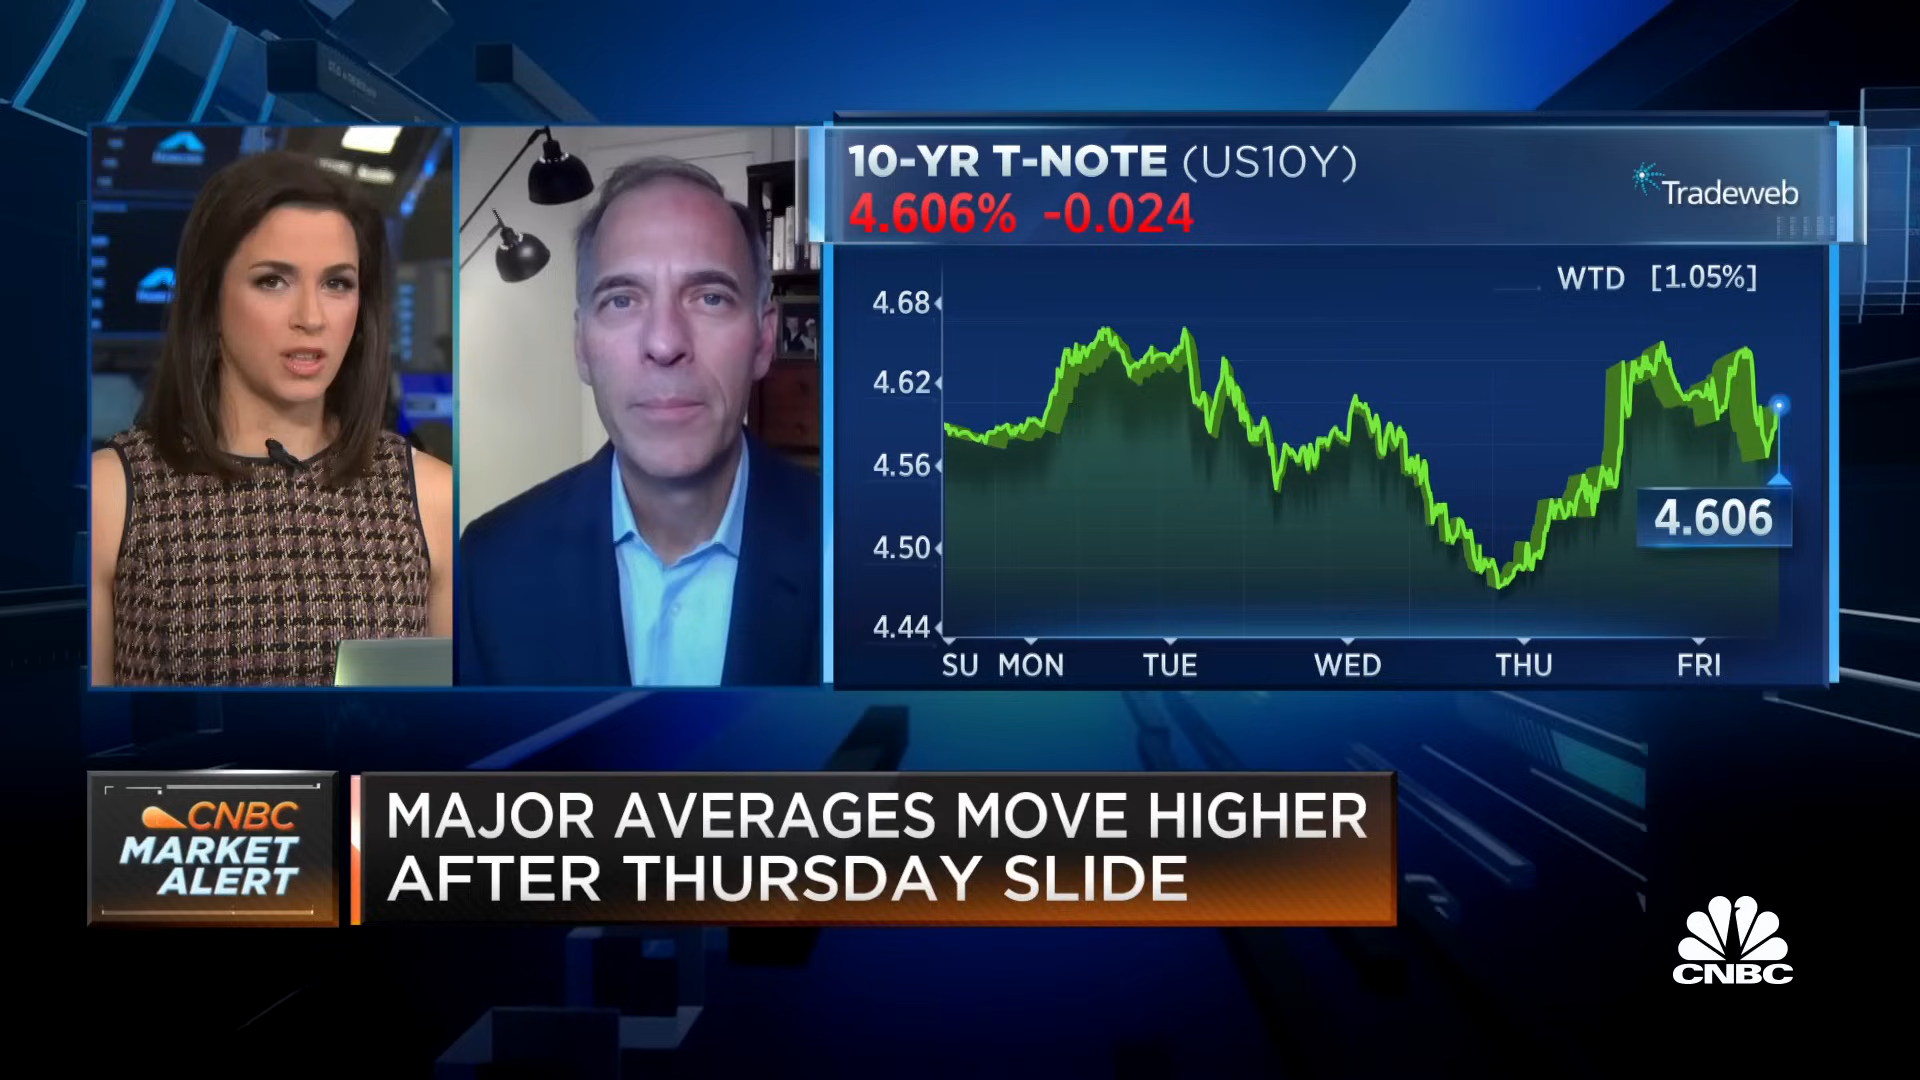 10-YR T-NOTE (US10Y)
4.606% -0.024
Tradeweb
WTD [1.05%]
4.68
4.62
4.56
4.50
4.44
4.606
SU MON TUE WED THU FRI
CNBC
MARKET
ALERT
MAJOR AVERAGES MOVE HIGHER
AFTER THURSDAY SLIDE
CNBC